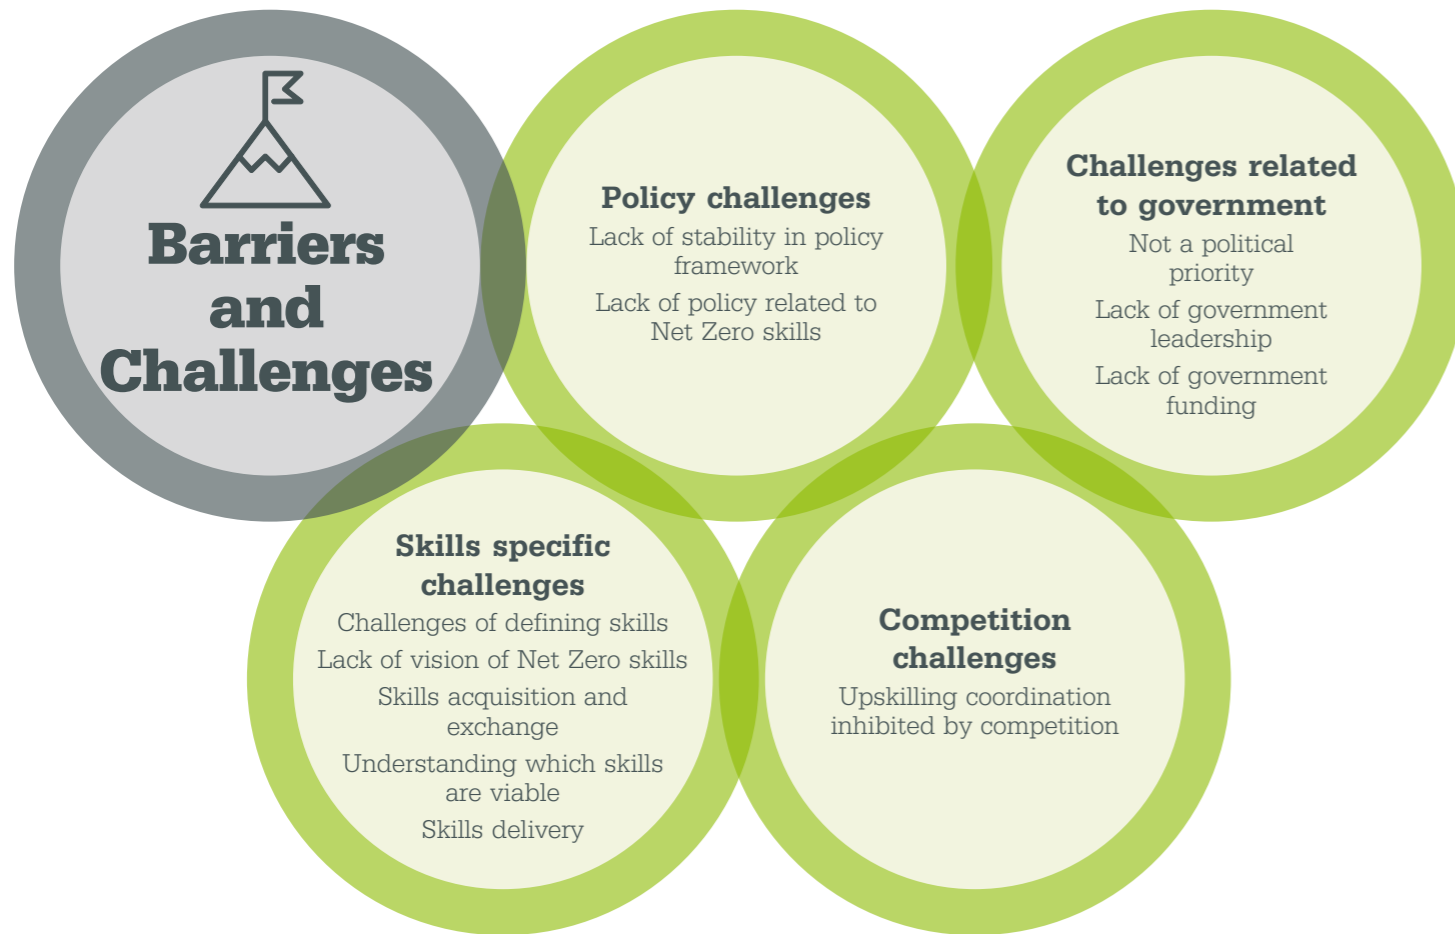 Barriers
and
Challenges
Policy challenges
Lack of stability in policy
framework
Lack of policy related to
Net Zero skills
Challenges related
to government
Not a political
priority
Lack of government
leadership
Lack of government
funding
Skills specific
challenges
Challenges of defining skills
Lack of vision of Net Zero skills
Skills acquisition and
exchange
Understanding which skills
are viable
Skills delivery
Competition
challenges
Upskilling coordination
inhibited by competition